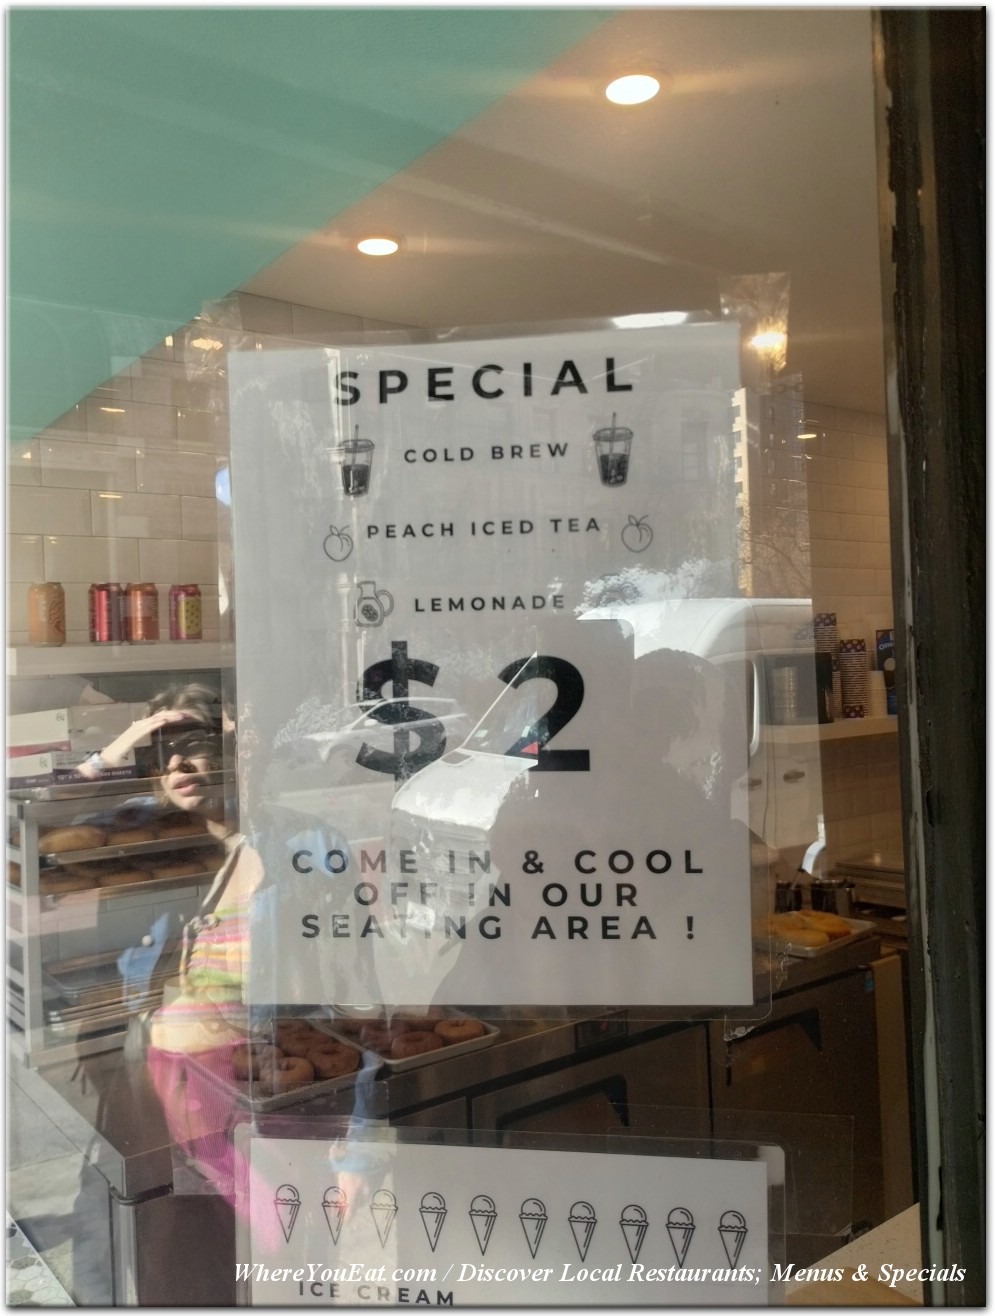 SPECIAL
COLD BREW
PEACH ICED TEA
LEMONADE
$2
COME IN & COOL
OFF IN OUR
SEATING AREA !
WhereYouEat.com / Discover Local Restaurants; Menus & Specials
ICE CREAM